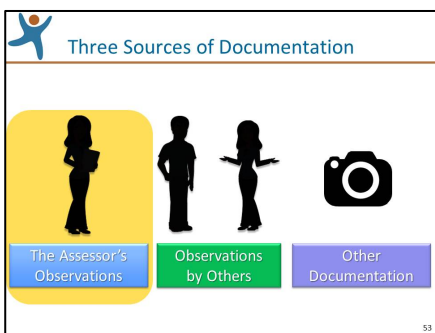 Three Sources of Documentation
The Assessor's
Observations
Observations
by Others
Other
Documentation
53